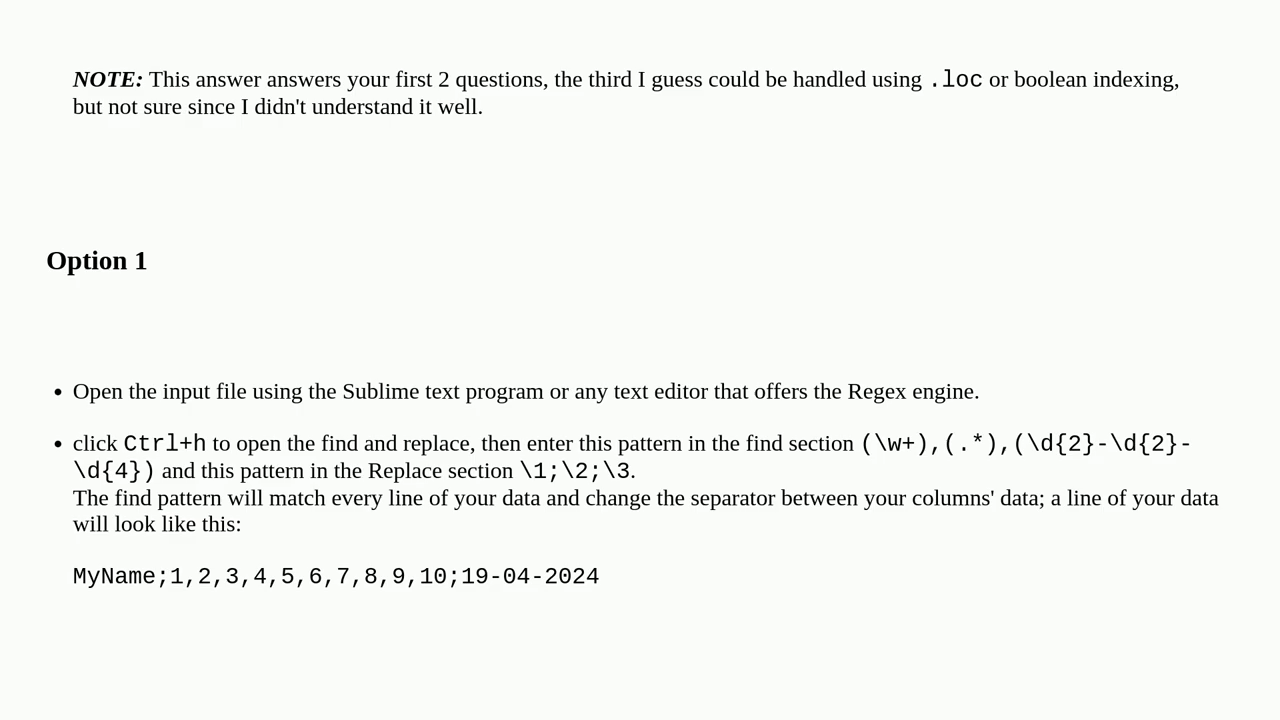 NOTE: This answer answers your first 2 questions, the third I guess could be handled using .loc or boolean indexing,
but not sure since I didn't understand it well.
Option 1
• Open the input file using the Sublime text program or any text editor that offers the Regex engine.
• click Ctrl+h to open the find and replace, then enter this pattern in the find section (\w+),(.*),(\d{2}-\d{2}-
\d{4}) and this pattern in the Replace section \1;\2;\3.
The find pattern will match every line of your data and change the separator between your columns' data; a line of your data
will look like this:
MyName;1,2,3,4,5,6,7,8,9,10;19-04-2024